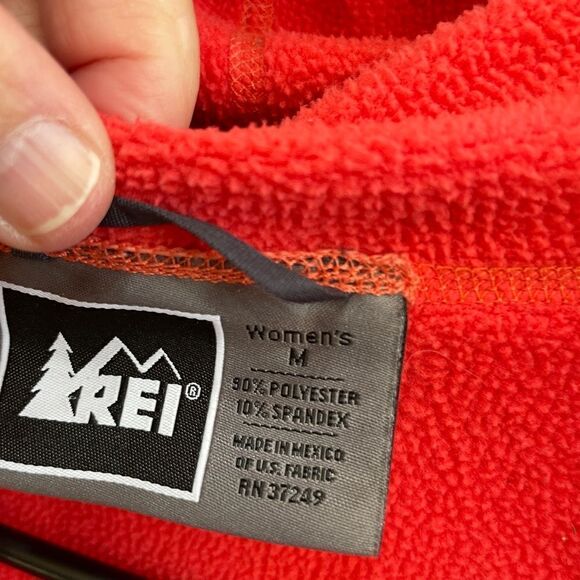 REI®
Women's
M
90% POLYESTER
10% SPANDEX
MADE IN MEXICO
OF U.S. FABRIC
RN 37249